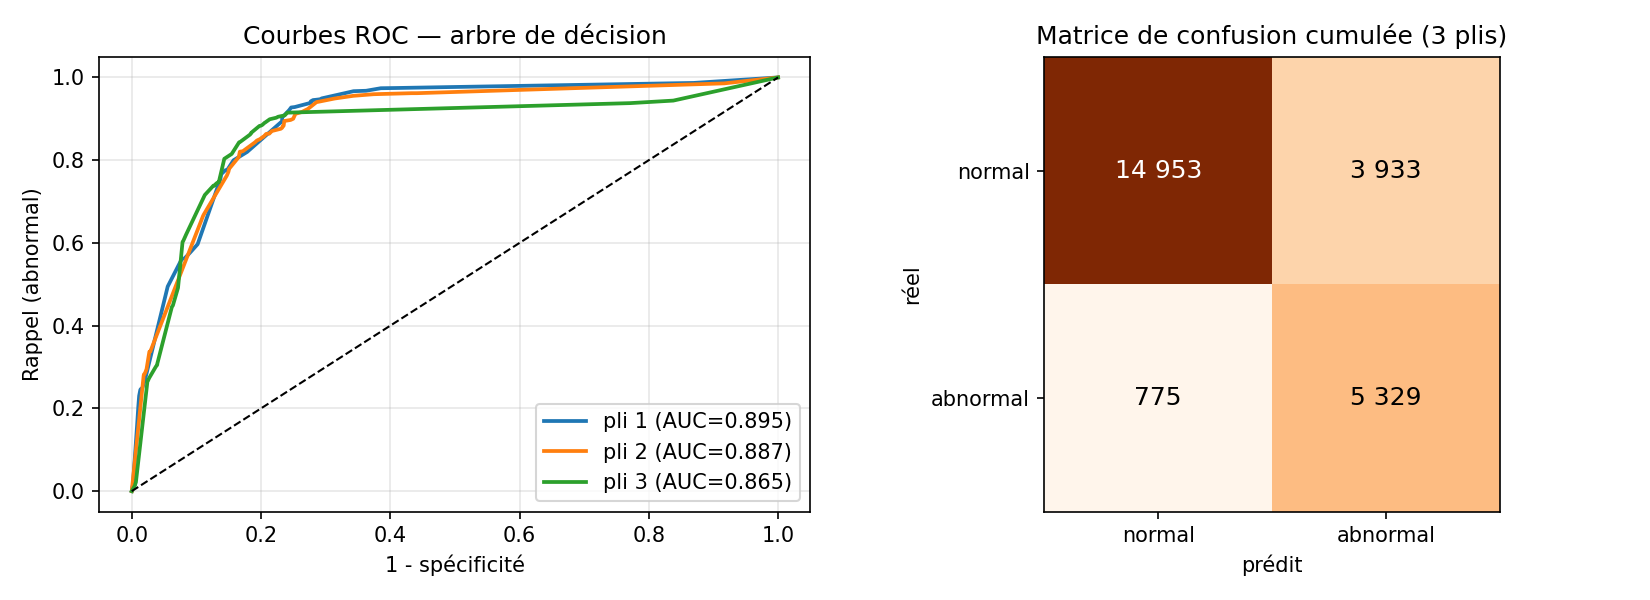 Courbes ROC — arbre de décision
Rappel (abnormal)
1.0
0.8
0.6
0.4
0.2
0.0
pli 1 (AUC=0.895)
pli 2 (AUC=0.887)
pli 3 (AUC=0.865)
0.0 0.2 0.4 0.6 0.8 1.0
1 - spécificité
Matrice de confusion cumulée (3 plis)
réel
normal
14 953 3 933
abnormal
775 5 329
normal abnormal
prédit